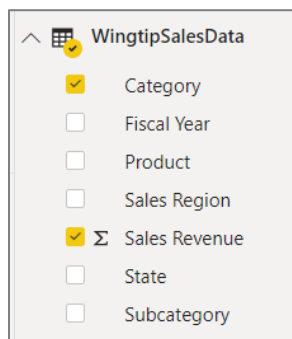 WingtipSalesData
Category
Fiscal Year
Product
Sales Region
Σ Sales Revenue
State
Subcategory